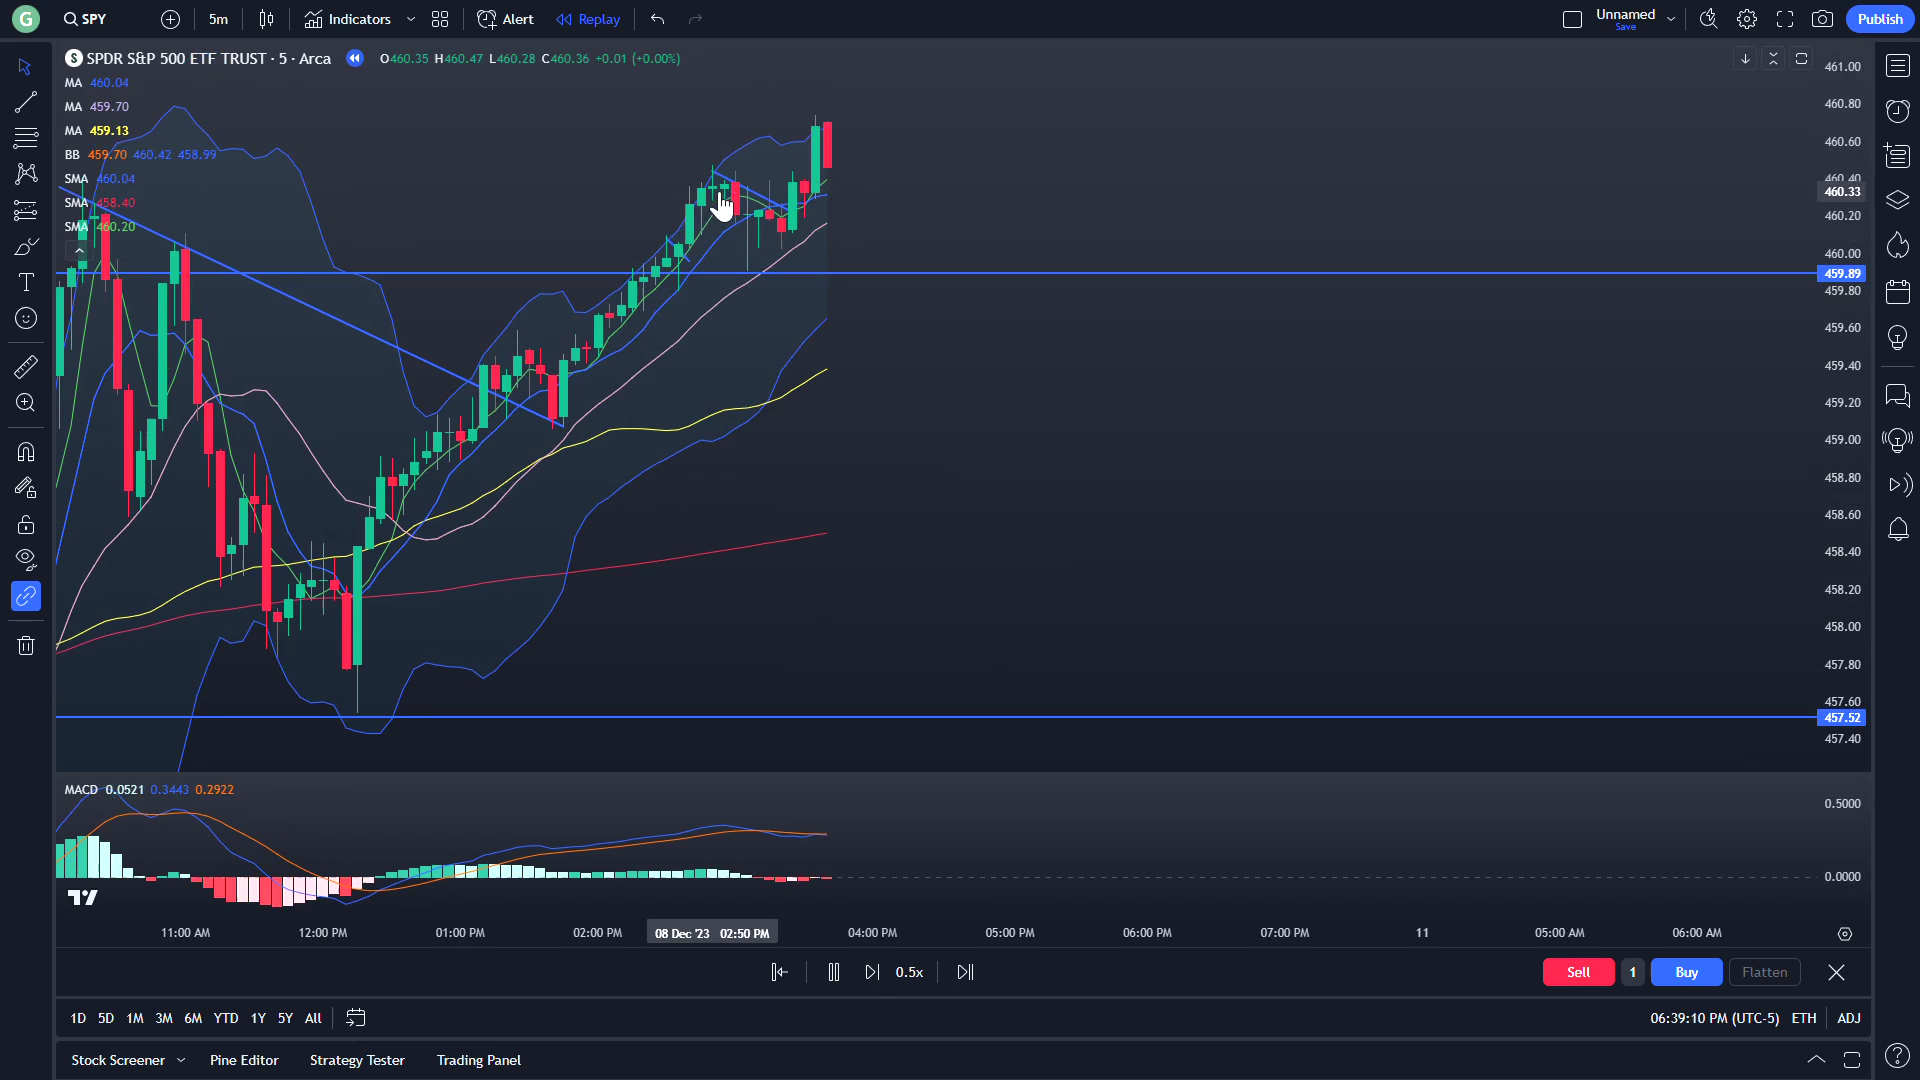 G SPY 5m Indicators Alert Replay Unnamed Save Publish
S SPDR S&P 500 ETF TRUST · 5 · Arca O460.35 H460.47 L460.28 C460.36 +0.01 (+0.00%)
MA 460.04
MA 459.70
MA 459.13
BB 459.70 460.42 458.99
SMA 460.04
SMA 458.40
SMA 460.20
461.00
460.80
460.60
460.40
460.33
460.20
460.00
459.89
459.80
459.60
459.40
459.20
459.00
458.80
458.60
458.40
458.20
458.00
457.80
457.60
457.52
457.40
MACD 0.0521 0.3443 0.2922
0.5000
0.0000
11:00 AM 12:00 PM 01:00 PM 02:00 PM 08 Dec '23 02:50 PM 04:00 PM 05:00 PM 06:00 PM 07:00 PM 11 05:00 AM 06:00 AM
0.5x Sell 1 Buy Flatten
1D 5D 1M 3M 6M YTD 1Y 5Y All 06:39:10 PM (UTC-5) ETH ADJ
Stock Screener Pine Editor Strategy Tester Trading Panel